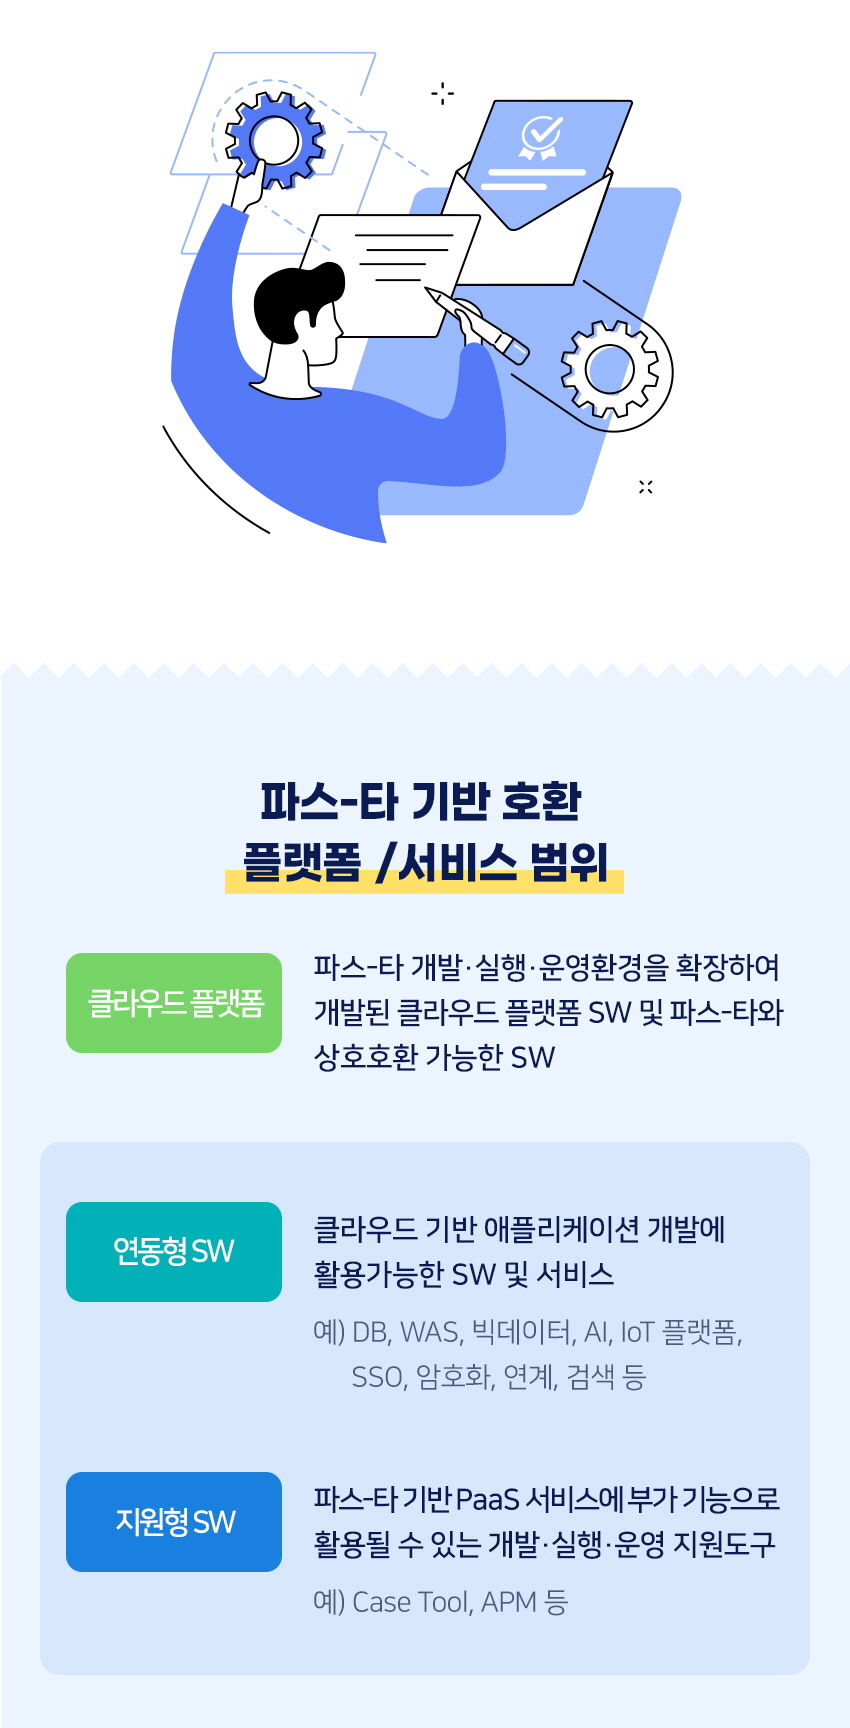 파스-타 기반 호환
플랫폼 /서비스 범위
클라우드 플랫폼
파스-타 개발·실행·운영환경을 확장하여
개발된 클라우드 플랫폼 SW 및 파스-타와
상호호환 가능한 SW
연동형 SW
클라우드 기반 애플리케이션 개발에
활용가능한 SW 및 서비스
예) DB, WAS, 빅데이터, AI, IoT 플랫폼,
SSO, 암호화, 연계, 검색 등
지원형 SW
파스-타 기반 PaaS 서비스에 부가 기능으로
활용될 수 있는 개발·실행·운영 지원도구
예) Case Tool, APM 등